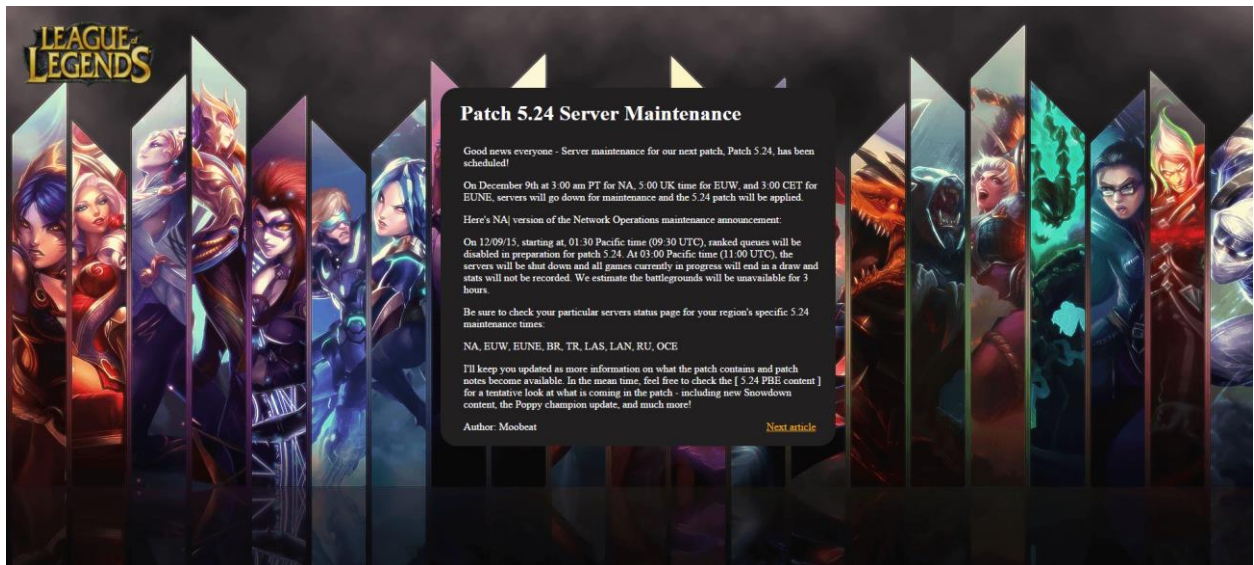 LEAGUE OF
LEGENDS
Patch 5.24 Server Maintenance
Good news everyone - Server maintenance for our next patch, Patch 5.24, has been
scheduled!
On December 9th at 3:00 am PT for NA, 5:00 UK time for EUW, and 3:00 CET for
EUNE, servers will go down for maintenance and the 5.24 patch will be applied.
Here's NA| version of the Network Operations maintenance announcement:
On 12/09/15, starting at, 01:30 Pacific time (09:30 UTC), ranked queues will be
disabled in preparation for patch 5.24. At 03:00 Pacific time (11:00 UTC), the
servers will be shut down and all games currently in progress will end in a draw and
stats will not be recorded. We estimate the battlegrounds will be unavailable for 3
hours.
Be sure to check your particular servers status page for your region's specific 5.24
maintenance times:
NA, EUW, EUNE, BR, TR, LAS, LAN, RU, OCE
I'll keep you updated as more information on what the patch contains and patch
notes become available. In the mean time, feel free to check the [ 5.24 PBE content ]
for a tentative look at what is coming in the patch - including new Snowdown
content, the Poppy champion update, and much more!
Author: Moobeat
Next article